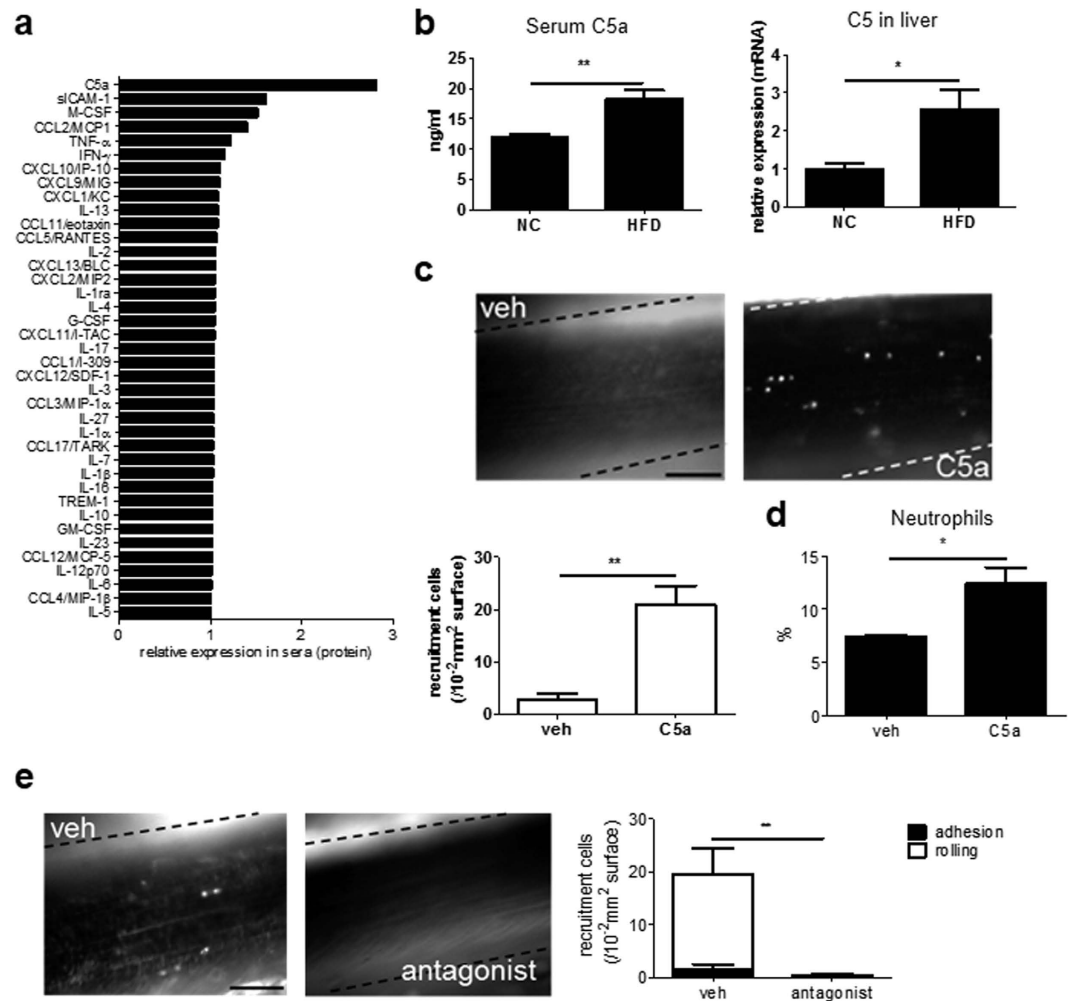 a
C5a
sICAM-1
M-CSF
CCL2/MCP1
TNF-α
IFN-γ
CXCL10/IP-10
CXCL9/MIG
CXCL1/KC
IL-13
CCL11/eotaxin
CCL5/RANTES
IL-2
CXCL13/BLC
CXCL2/MIP2
IL-1ra
IL-4
G-CSF
CXCL11/I-TAC
IL-17
CCL1/I-309
CXCL12/SDF-1
IL-3
CCL3/MIP-1α
IL-27
IL-1α
CCL17/TARK
IL-7
IL-1β
IL-16
TREM-1
IL-10
GM-CSF
IL-23
CCL12/MCP-5
IL-12p70
IL-6
CCL4/MIP-1β
IL-5
0 1 2 3
relative expression in sera (protein)
b
Serum C5a
ng/ml
25
20
15
10
5
0
**
NC HFD
C5 in liver
relative expression (mRNA)
4
3
2
1
0
*
NC HFD
c
veh
C5a
recruitment cells
(/10⁻²mm² surface)
30
20
10
0
**
veh C5a
d
Neutrophils
%
15
10
5
0
*
veh C5a
e
veh
antagonist
recruitment cells
(/10⁻²mm² surface)
30
20
10
0
**
veh antagonist
adhesion
rolling